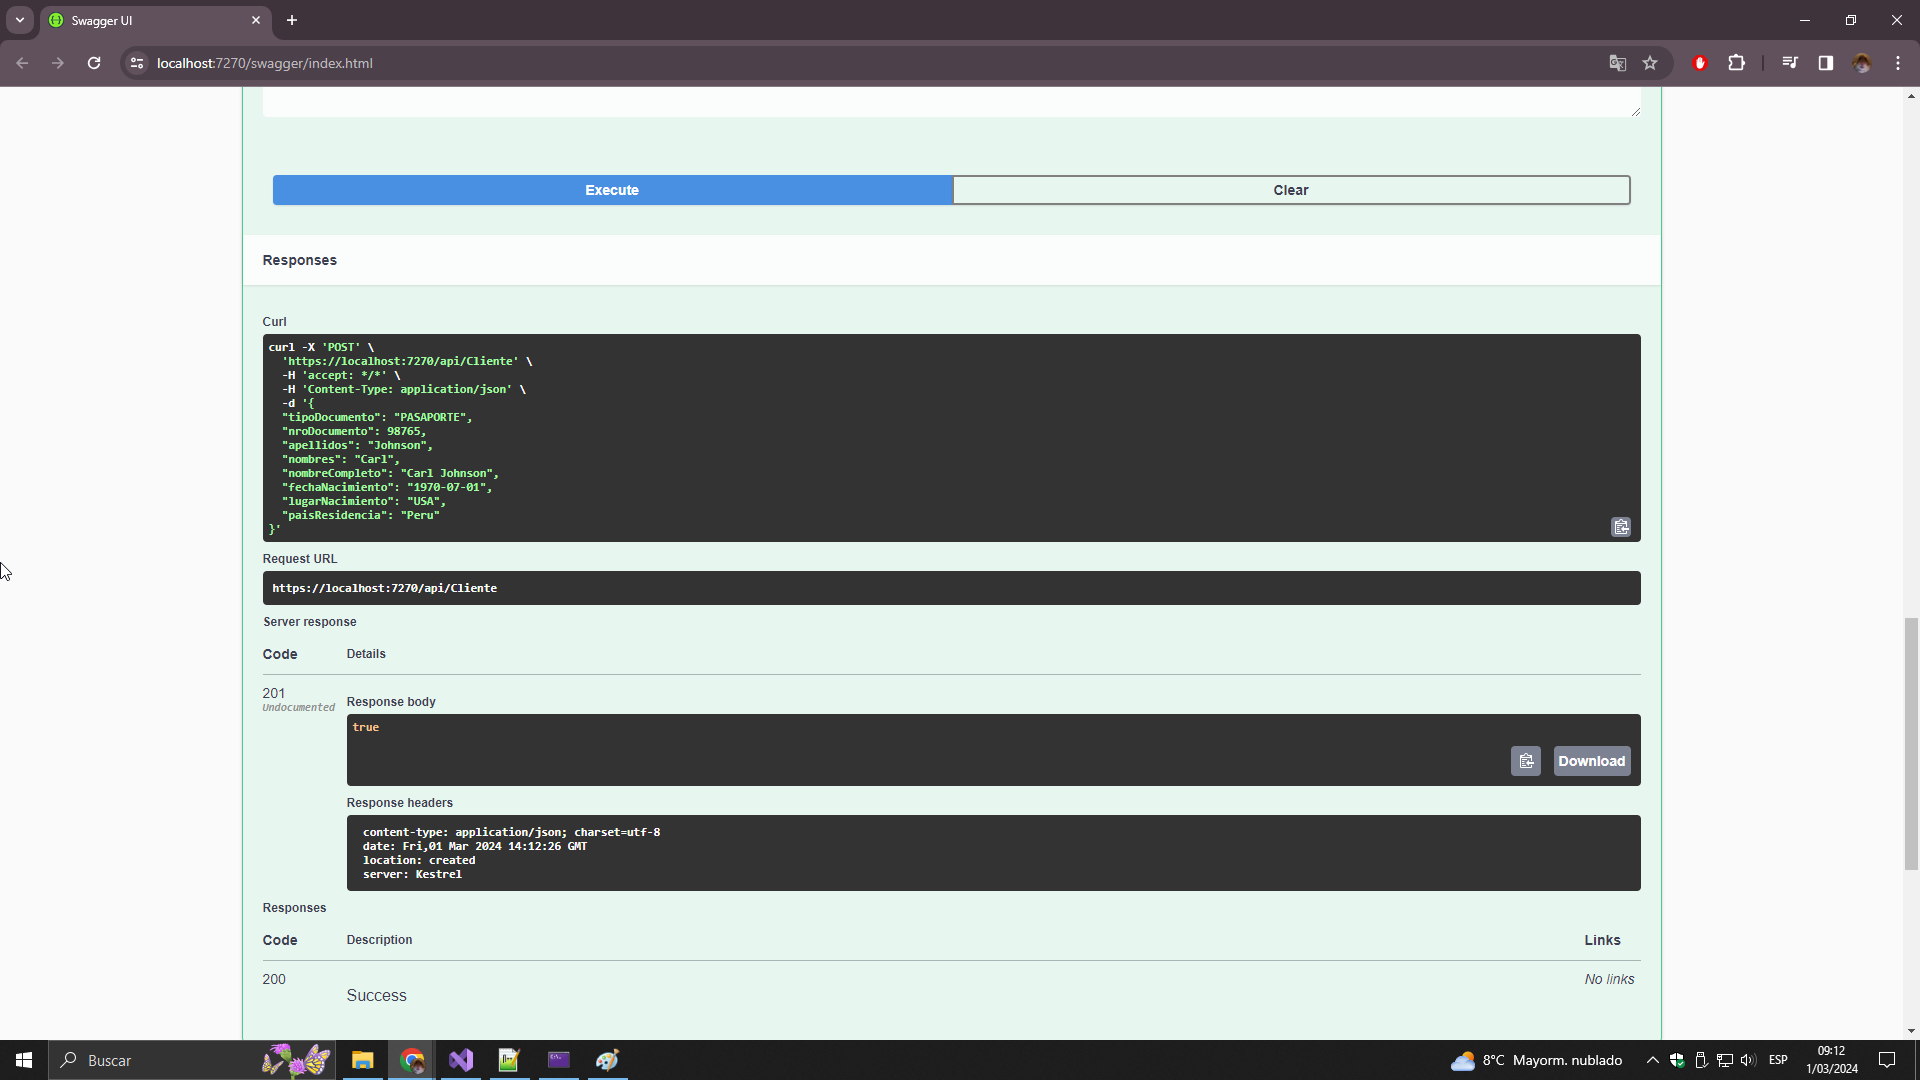 Swagger UI
localhost:7270/swagger/index.html
Execute
Clear
Responses
Curl
curl -X 'POST' \
'https://localhost:7270/api/Cliente' \
-H 'accept: */*' \
-H 'Content-Type: application/json' \
-d '{
"tipoDocumento": "PASAPORTE",
"nroDocumento": 98765,
"apellidos": "Johnson",
"nombres": "Carl",
"nombreCompleto": "Carl Johnson",
"fechaNacimiento": "1970-07-01",
"lugarNacimiento": "USA",
"paisResidencia": "Peru"
}'
Request URL
https://localhost:7270/api/Cliente
Server response
Code Details
201
Undocumented
Response body
true
Download
Response headers
content-type: application/json; charset=utf-8
date: Fri,01 Mar 2024 14:12:26 GMT
location: created
server: Kestrel
Responses
Code Description Links
200
Success
No links
Buscar
8°C Mayorm. nublado
ESP
09:12
1/03/2024